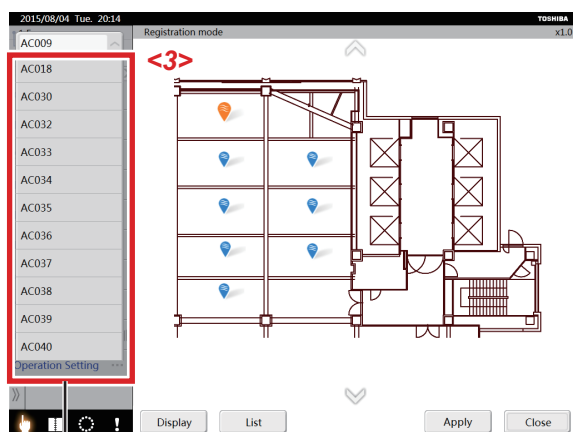 2015/08/04 Tue. 20:14
TOSHIBA
Registration mode
x1.0
AC009
<3>
AC018
AC030
AC032
AC033
AC034
AC035
AC036
AC037
AC038
AC039
AC040
Operation Setting ...
Display
List
Apply
Close